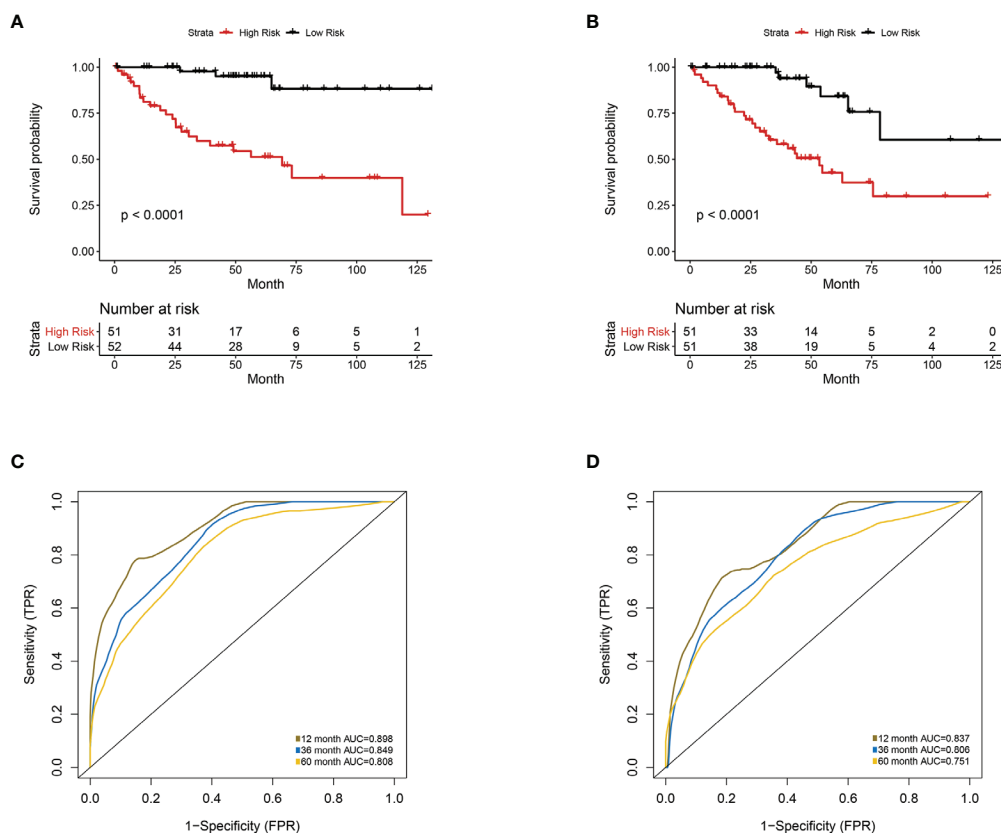 A
Strata High Risk Low Risk
1.00
0.75
0.50
0.25
0.00
Survival probability
p < 0.0001
0 25 50 75 100 125
Month
Number at risk
Strata
High Risk 51 31 17 6 5 1
Low Risk 52 44 28 9 5 2
0 25 50 75 100 125
Month
B
Strata High Risk Low Risk
1.00
0.75
0.50
0.25
0.00
Survival probability
p < 0.0001
0 25 50 75 100 125
Month
Number at risk
Strata
High Risk 51 33 14 5 2 0
Low Risk 51 38 19 5 4 2
0 25 50 75 100 125
Month
C
1.0
0.8
0.6
0.4
0.2
0.0
Sensitivity (TPR)
12 month AUC=0.898
36 month AUC=0.849
60 month AUC=0.808
0.0 0.2 0.4 0.6 0.8 1.0
1−Specificity (FPR)
D
1.0
0.8
0.6
0.4
0.2
0.0
Sensitivity (TPR)
12 month AUC=0.837
36 month AUC=0.806
60 month AUC=0.751
0.0 0.2 0.4 0.6 0.8 1.0
1−Specificity (FPR)